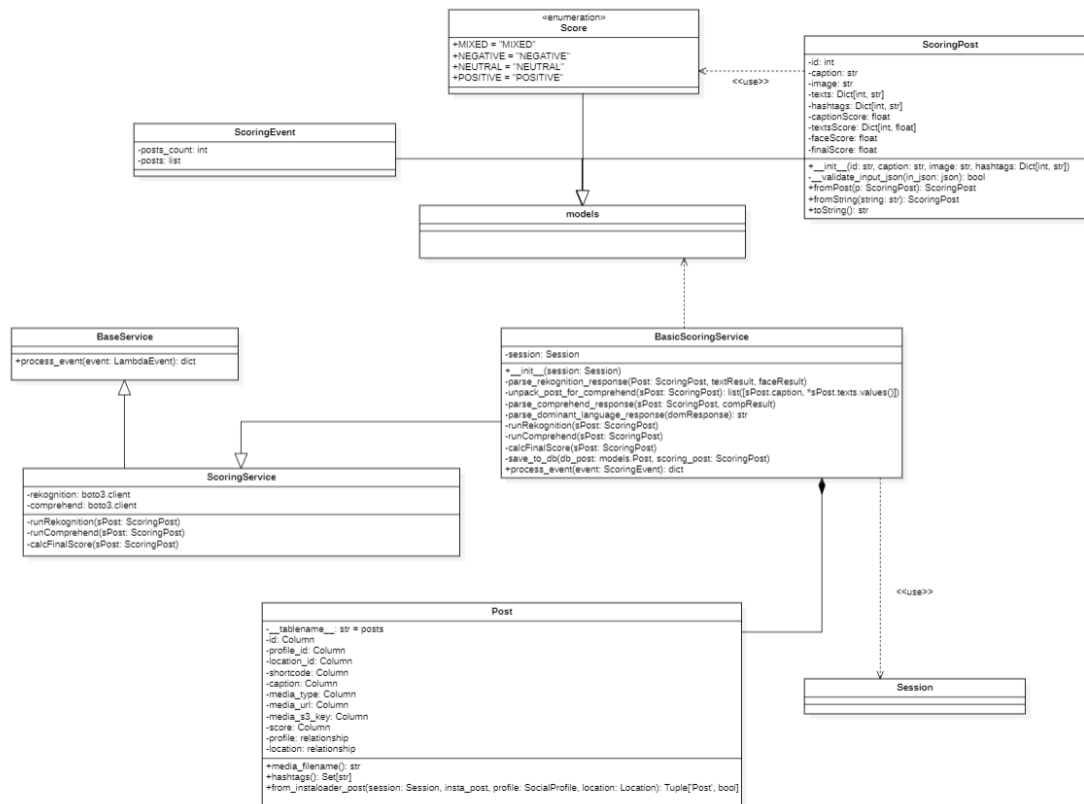 «enumeration»
Score
+MIXED = "MIXED"
+NEGATIVE = "NEGATIVE"
+NEUTRAL = "NEUTRAL"
+POSITIVE = "POSITIVE"
ScoringPost
-id: int
-caption: str
-image: str
-texts: Dict[int, str]
-hashtags: Dict[int, str]
-captionScore: float
-textsScore: Dict[int, float]
-faceScore: float
-finalScore: float
+__init__(id: str, caption: str, image: str, hashtags: Dict[int, str])
-__validate_input_json(in_json: json): bool
+fromPost(p: ScoringPost): ScoringPost
+fromString(string: str): ScoringPost
+toString(): str
<<use>>
ScoringEvent
-posts_count: int
-posts: list
models
BaseService
+process_event(event: LambdaEvent): dict
BasicScoringService
-session: Session
+__init__(session: Session)
-parse_rekognition_response(Post: ScoringPost, textResult, faceResult)
-unpack_post_for_comprehend(sPost: ScoringPost): list([sPost.caption, *sPost.texts.values()])
-parse_comprehend_response(sPost: ScoringPost, compResult)
-parse_dominant_language_response(domResponse): str
-runRekognition(sPost: ScoringPost)
-runComprehend(sPost: ScoringPost)
-calcFinalScore(sPost: ScoringPost)
-save_to_db(db_post: models.Post, scoring_post: ScoringPost)
+process_event(event: ScoringEvent): dict
ScoringService
-rekognition: boto3.client
-comprehend: boto3.client
-runRekognition(sPost: ScoringPost)
-runComprehend(sPost: ScoringPost)
-calcFinalScore(sPost: ScoringPost)
<<use>>
Post
-__tablename__: str = posts
-id: Column
-profile_id: Column
-location_id: Column
-shortcode: Column
-caption: Column
-media_type: Column
-media_url: Column
-media_s3_key: Column
-score: Column
-profile: relationship
-location: relationship
+media_filename(): str
+hashtags(): Set[str]
+from_instaloader_post(session: Session, insta_post, profile: SocialProfile, location: Location): Tuple['Post', bool]
Session